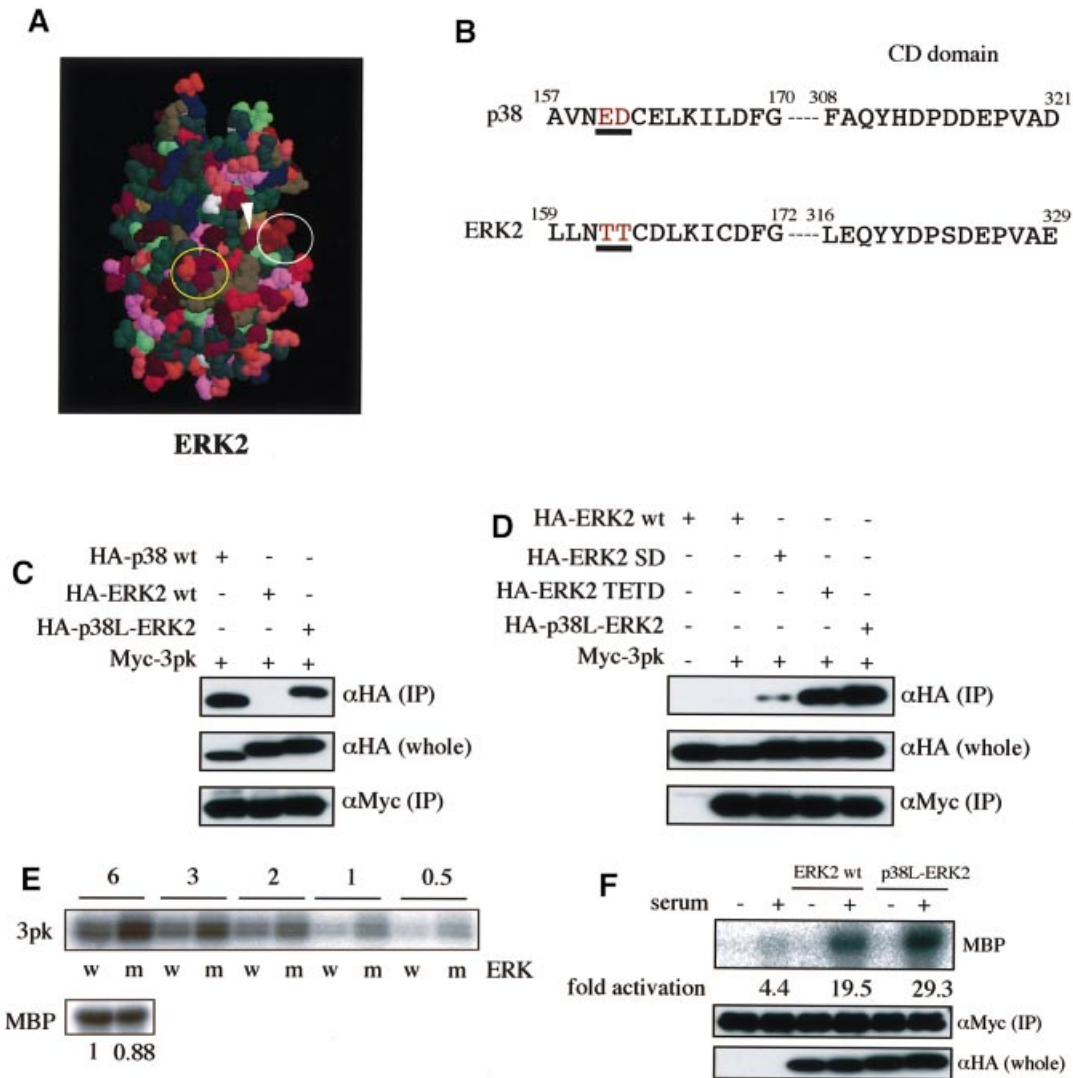 A
ERK2
B
CD domain
157 170 308 321
p38 AVNEDCELKILDFG ---- FAQYHDPDDEPVAD
159 172 316 329
ERK2 LLNTTCDLKICDFG ---- LEQYYDPSDEPVAE
C
HA-p38 wt + - -
HA-ERK2 wt - + -
HA-p38L-ERK2 - - +
Myc-3pk + + +
αHA (IP)
αHA (whole)
αMyc (IP)
D
HA-ERK2 wt + + - - -
HA-ERK2 SD - - + - -
HA-ERK2 TETD - - - + -
HA-p38L-ERK2 - - - - +
Myc-3pk - + + + +
αHA (IP)
αHA (whole)
αMyc (IP)
E
6 3 2 1 0.5
3pk
w m w m w m w m w m ERK
MBP
1 0.88
F
ERK2 wt p38L-ERK2
serum - + - + - +
MBP
fold activation 4.4 19.5 29.3
αMyc (IP)
αHA (whole)